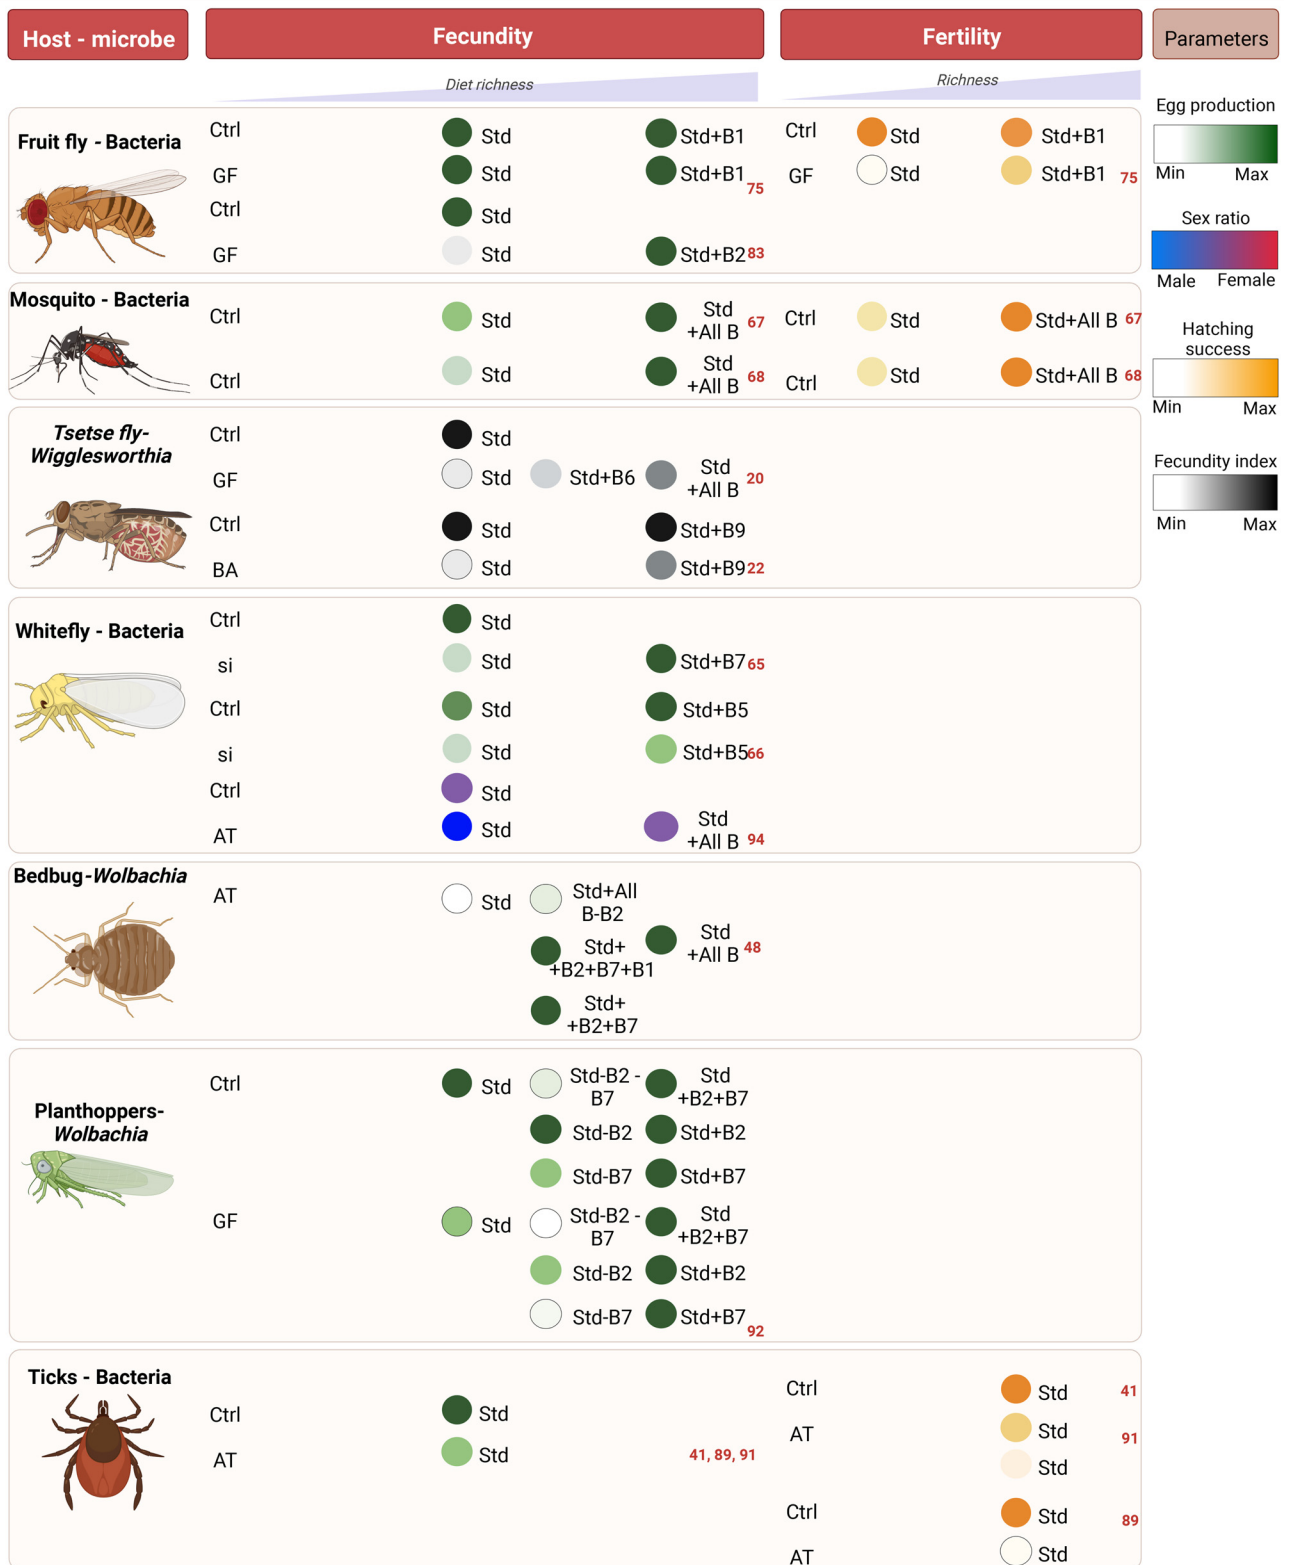 Host - microbe
Fecundity
Fertility
Parameters
Diet richness
Richness
Egg production
Min Max
Sex ratio
Male Female
Hatching
success
Min Max
Fecundity index
Min Max
Fruit fly - Bacteria
Ctrl Std Std+B1 Ctrl Std Std+B1
GF Std Std+B1 75 GF Std Std+B1 75
Ctrl Std
GF Std Std+B2 83
Mosquito - Bacteria
Ctrl Std Std
+All B 67 Ctrl Std Std+All B 67
Ctrl Std Std
+All B 68 Ctrl Std Std+All B 68
Tsetse fly-
Wigglesworthia
Ctrl Std
GF Std Std+B6 Std
+All B 20
Ctrl Std Std+B9
BA Std Std+B9 22
Whitefly - Bacteria
Ctrl Std
si Std Std+B7 65
Ctrl Std Std+B5
si Std Std+B5 66
Ctrl Std
AT Std Std
+All B 94
Bedbug-Wolbachia
AT Std Std+All
B-B2
Std+
+B2+B7+B1
Std
+All B 48
Std+
+B2+B7
Planthoppers-
Wolbachia
Ctrl Std Std-B2 -
B7
Std
+B2+B7
Std-B2 Std+B2
Std-B7 Std+B7
GF Std Std-B2 -
B7
Std
+B2+B7
Std-B2 Std+B2
Std-B7 Std+B7 92
Ticks - Bacteria
Ctrl Std
AT Std 41, 89, 91
Ctrl Std 41
AT Std 91
Std
Ctrl Std 89
AT Std